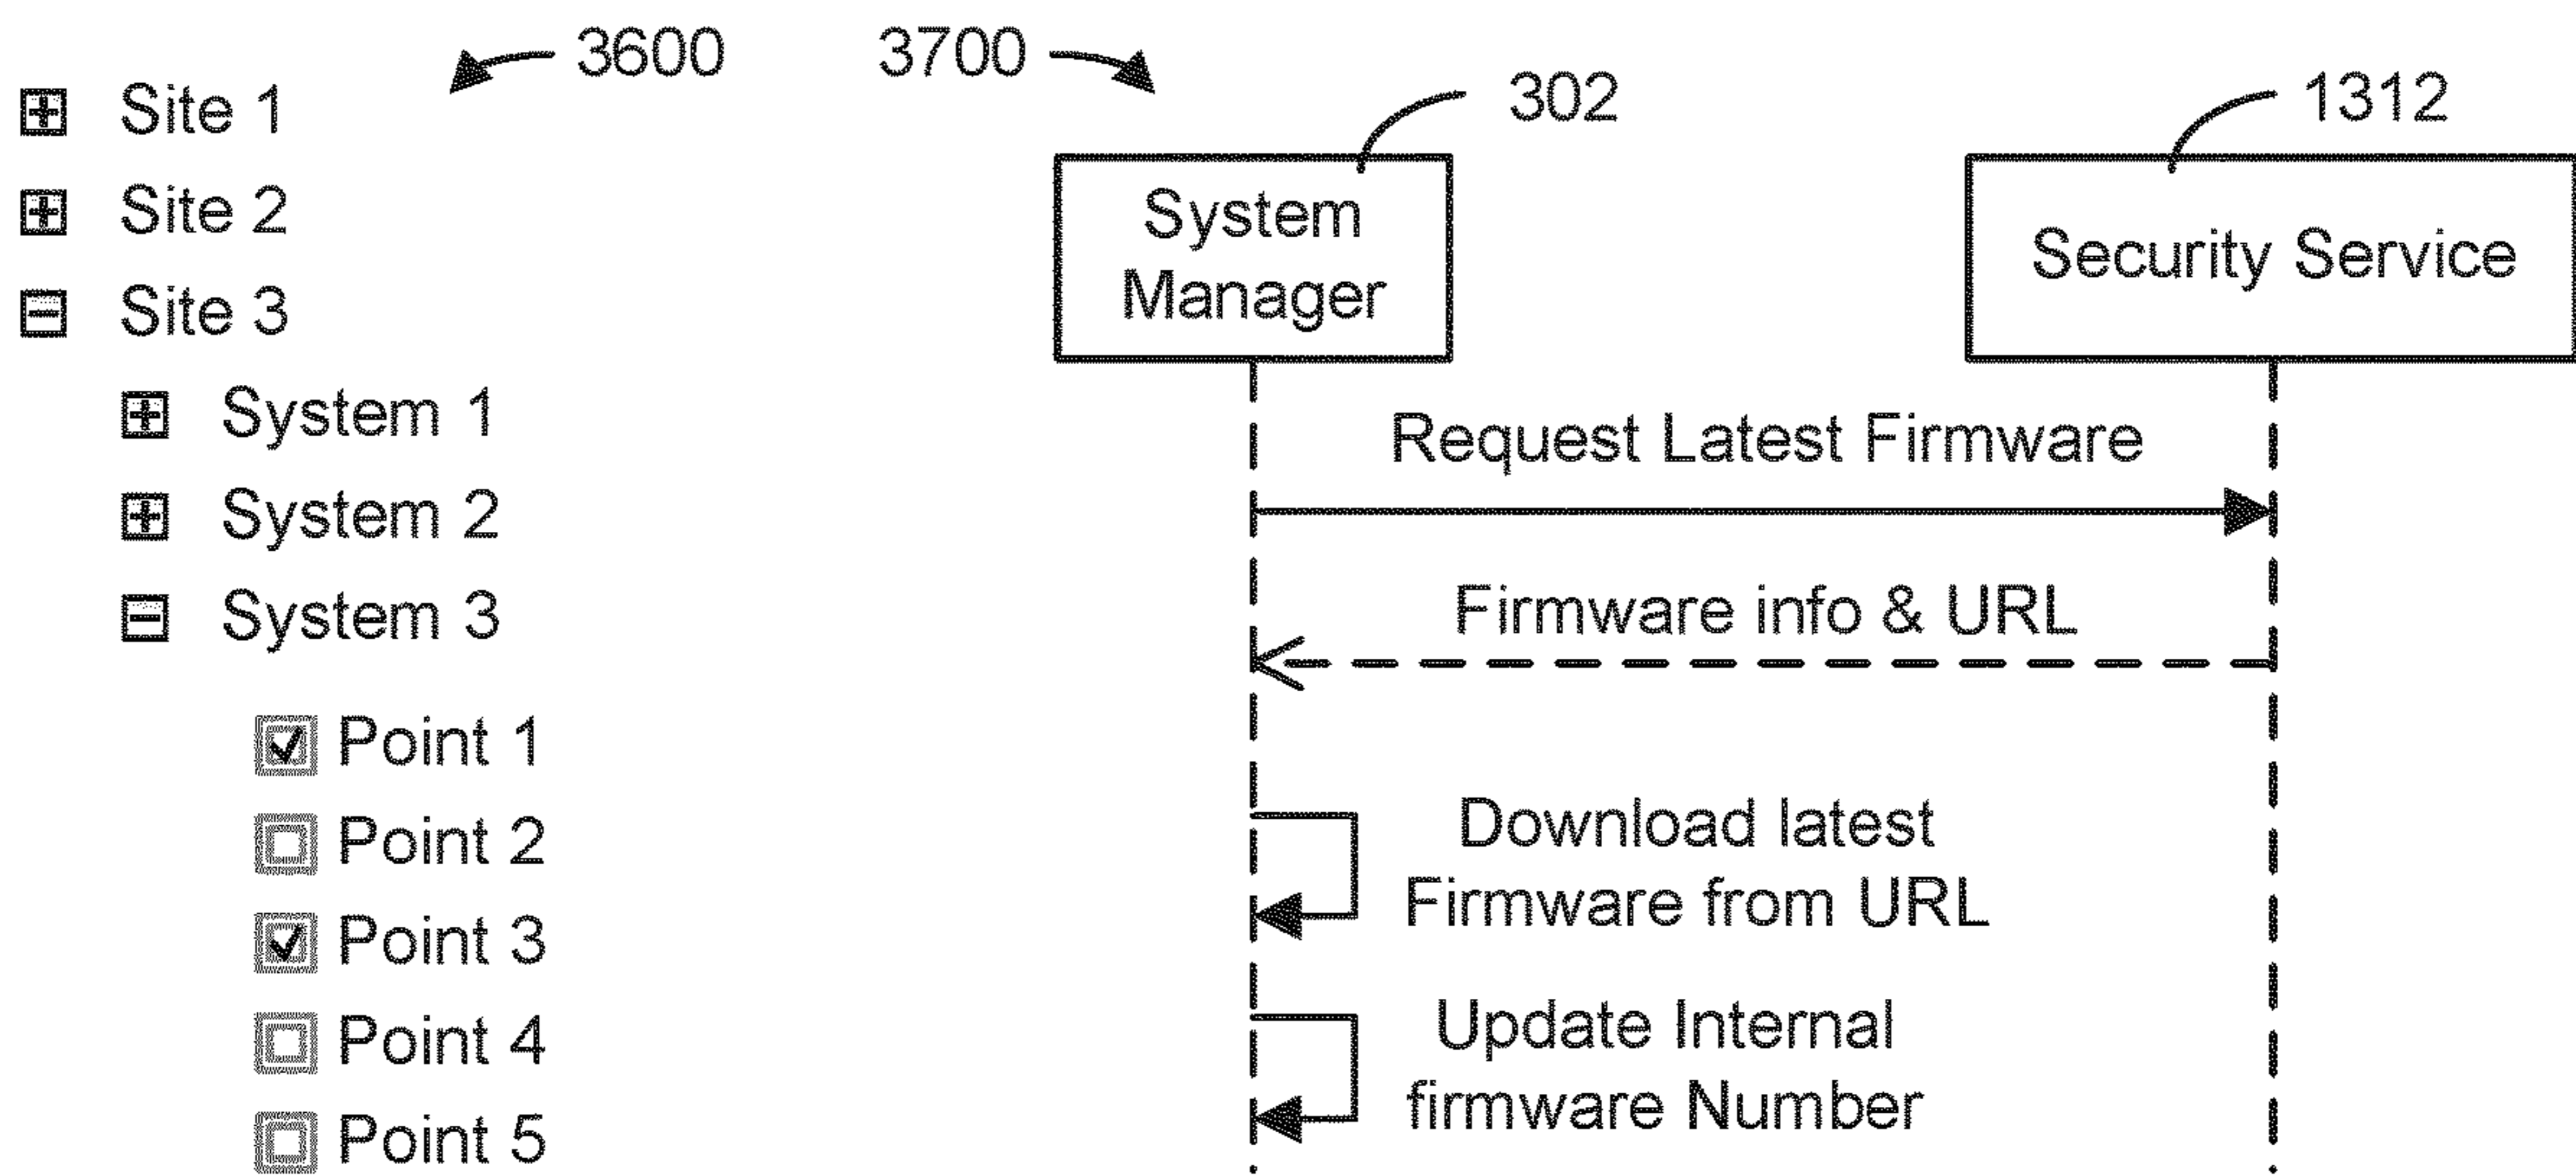 3600
Site 1
Site 2
Site 3
System 1
System 2
System 3
Point 1
Point 2
Point 3
Point 4
Point 5
3700
302
1312
System
Manager
Security Service
Request Latest Firmware
Firmware info & URL
Download latest
Firmware from URL
Update Internal
firmware Number